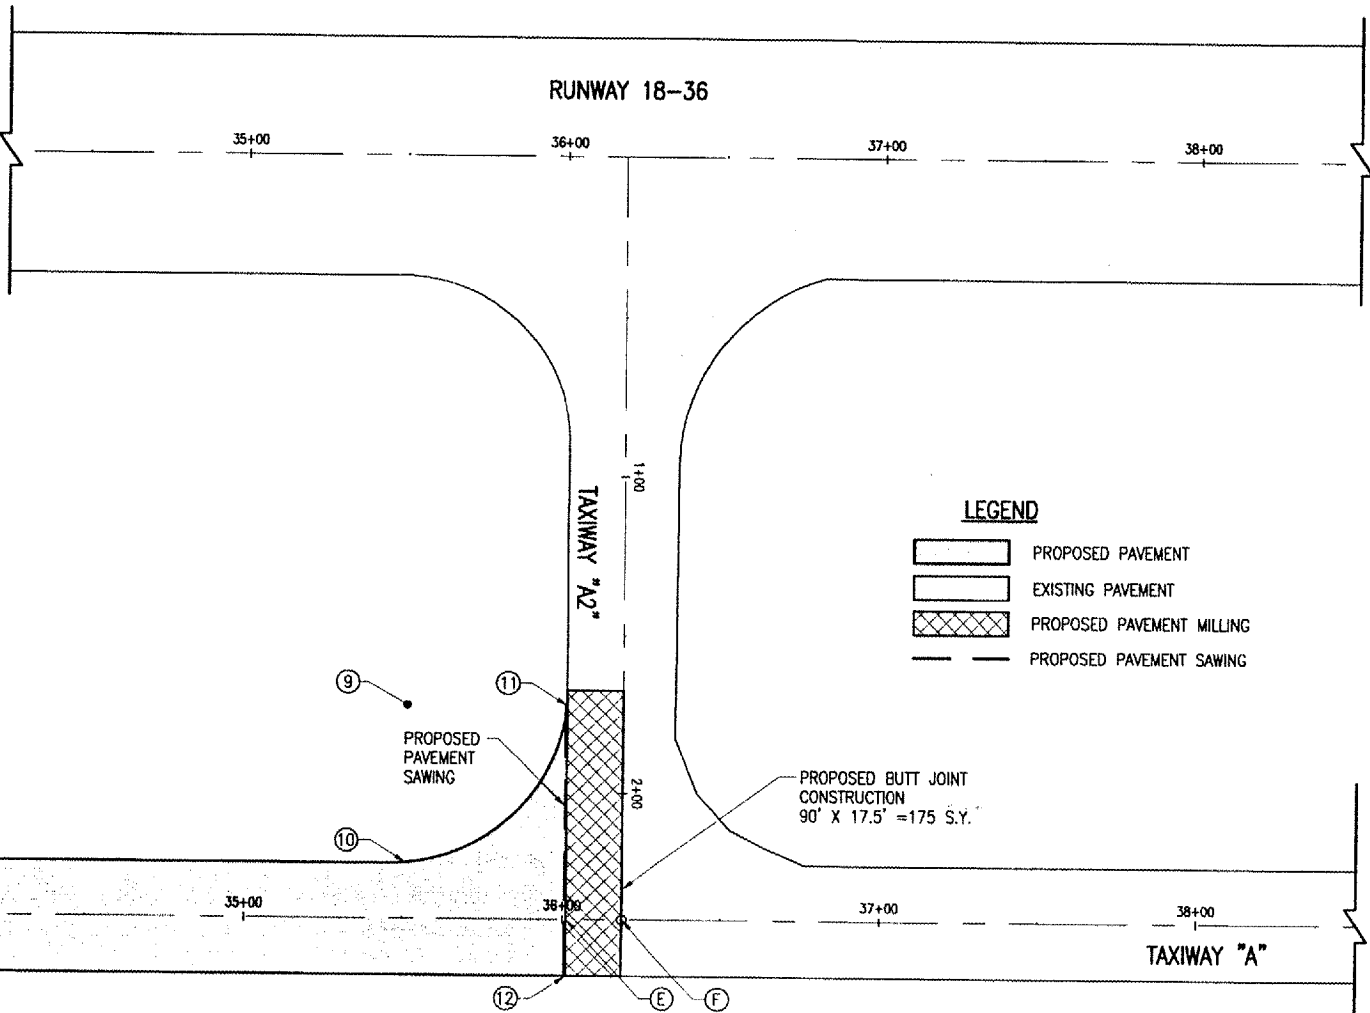 RUNWAY 18-36
35+00
36+00
37+00
38+00
1+00
TAXIWAY "A2"
LEGEND
PROPOSED PAVEMENT
EXISTING PAVEMENT
PROPOSED PAVEMENT MILLING
PROPOSED PAVEMENT SAWING
9
11
PROPOSED
PAVEMENT
SAWING
2+00
PROPOSED BUTT JOINT
CONSTRUCTION
90' X 17.5' =175 S.Y.
10
35+00
36+00
37+00
38+00
TAXIWAY "A"
12
E
F